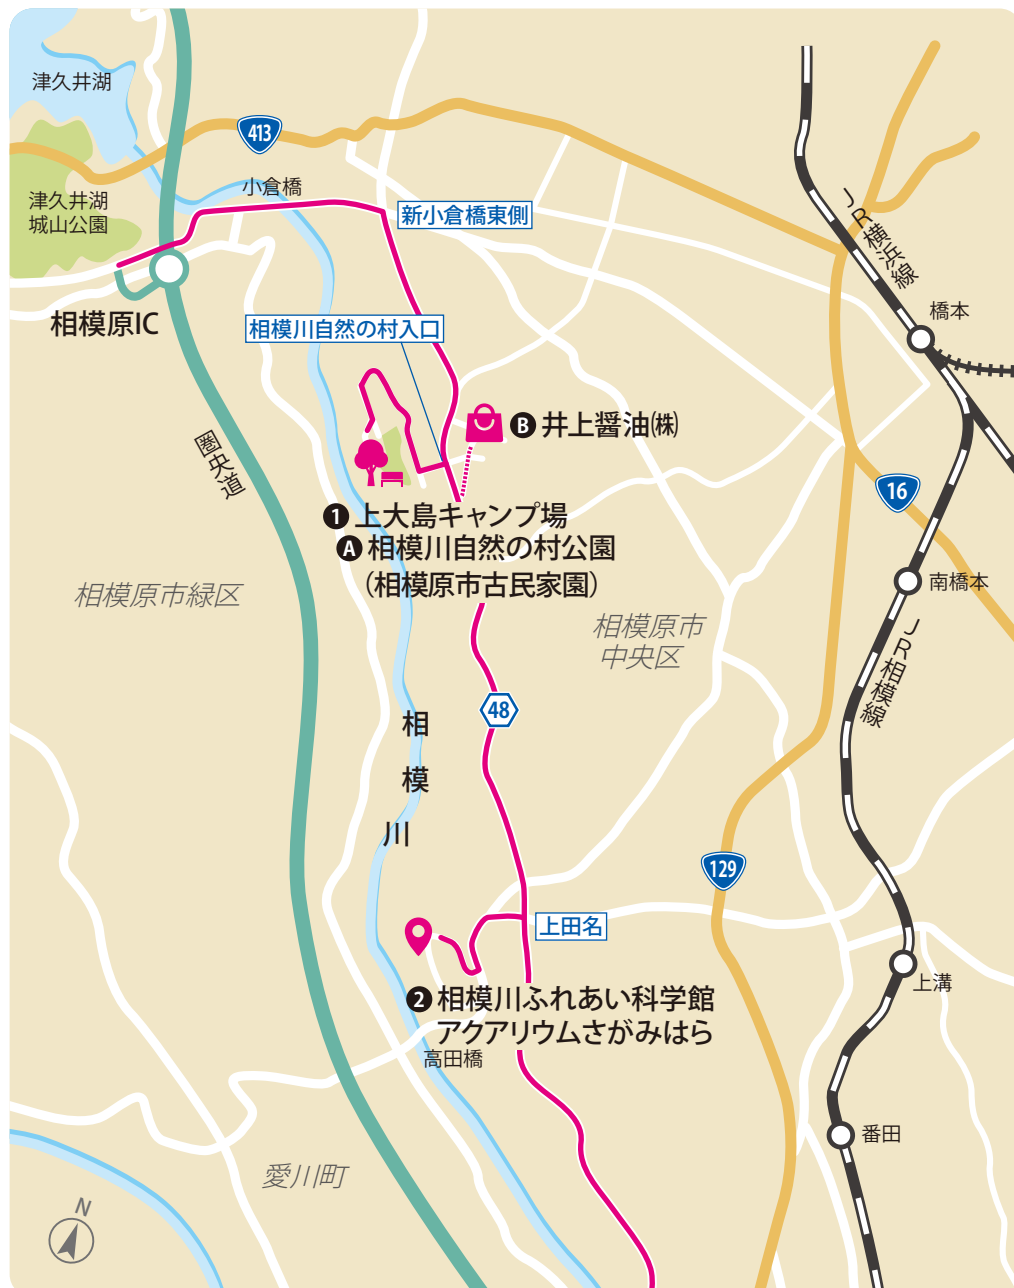 津久井湖
413
小倉橋
津久井湖
城山公園
新小倉橋東側
JR横浜線
橋本
相模原IC
相模川自然の村入口
圏央道
B 井上醤油㈱
16
1 上大島キャンプ場
A 相模川自然の村公園
(相模原市古民家園)
南橋本
相模原市緑区
相模原市
中央区
JR相模線
48
相模川
129
上田名
上溝
2 相模川ふれあい科学館
アクアリウムさがみはら
高田橋
番田
愛川町
N